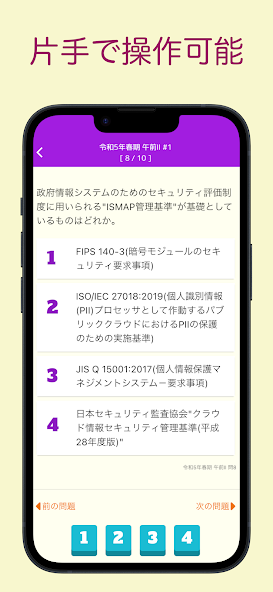 片手で操作可能
令和5年春期 午前II #1
[ 8 / 10 ]
政府情報システムのためのセキュリティ評価制
度に用いられる"ISMAP管理基準"が基礎として
いるものはどれか。
1 FIPS 140-3(暗号モジュールのセキ
ュリティ要求事項)
2 ISO/IEC 27018:2019(個人識別情報
(PII)プロセッサとして作動するパブ
リッククラウドにおけるPIIの保護
のための実施基準)
3 JIS Q 15001:2017(個人情報保護マ
ネジメントシステム－要求事項)
4 日本セキュリティ監査協会"クラウ
ド情報セキュリティ管理基準(平成
28年度版)"
令和5年春期 午前II 問8
前の問題 次の問題
1 2 3 4